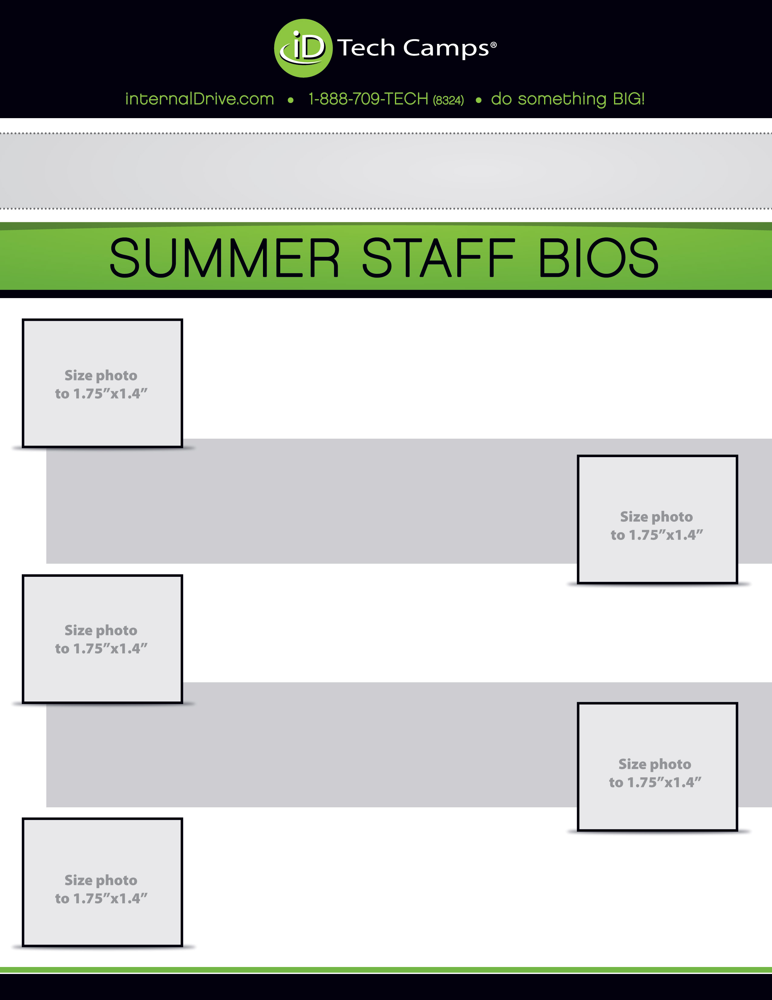 iD Tech Camps®
internalDrive.com • 1-888-709-TECH (8324) • do something BIG!
SUMMER STAFF BIOS
Size photo
to 1.75”x1.4”
Size photo
to 1.75”x1.4”
Size photo
to 1.75”x1.4”
Size photo
to 1.75”x1.4”
Size photo
to 1.75”x1.4”